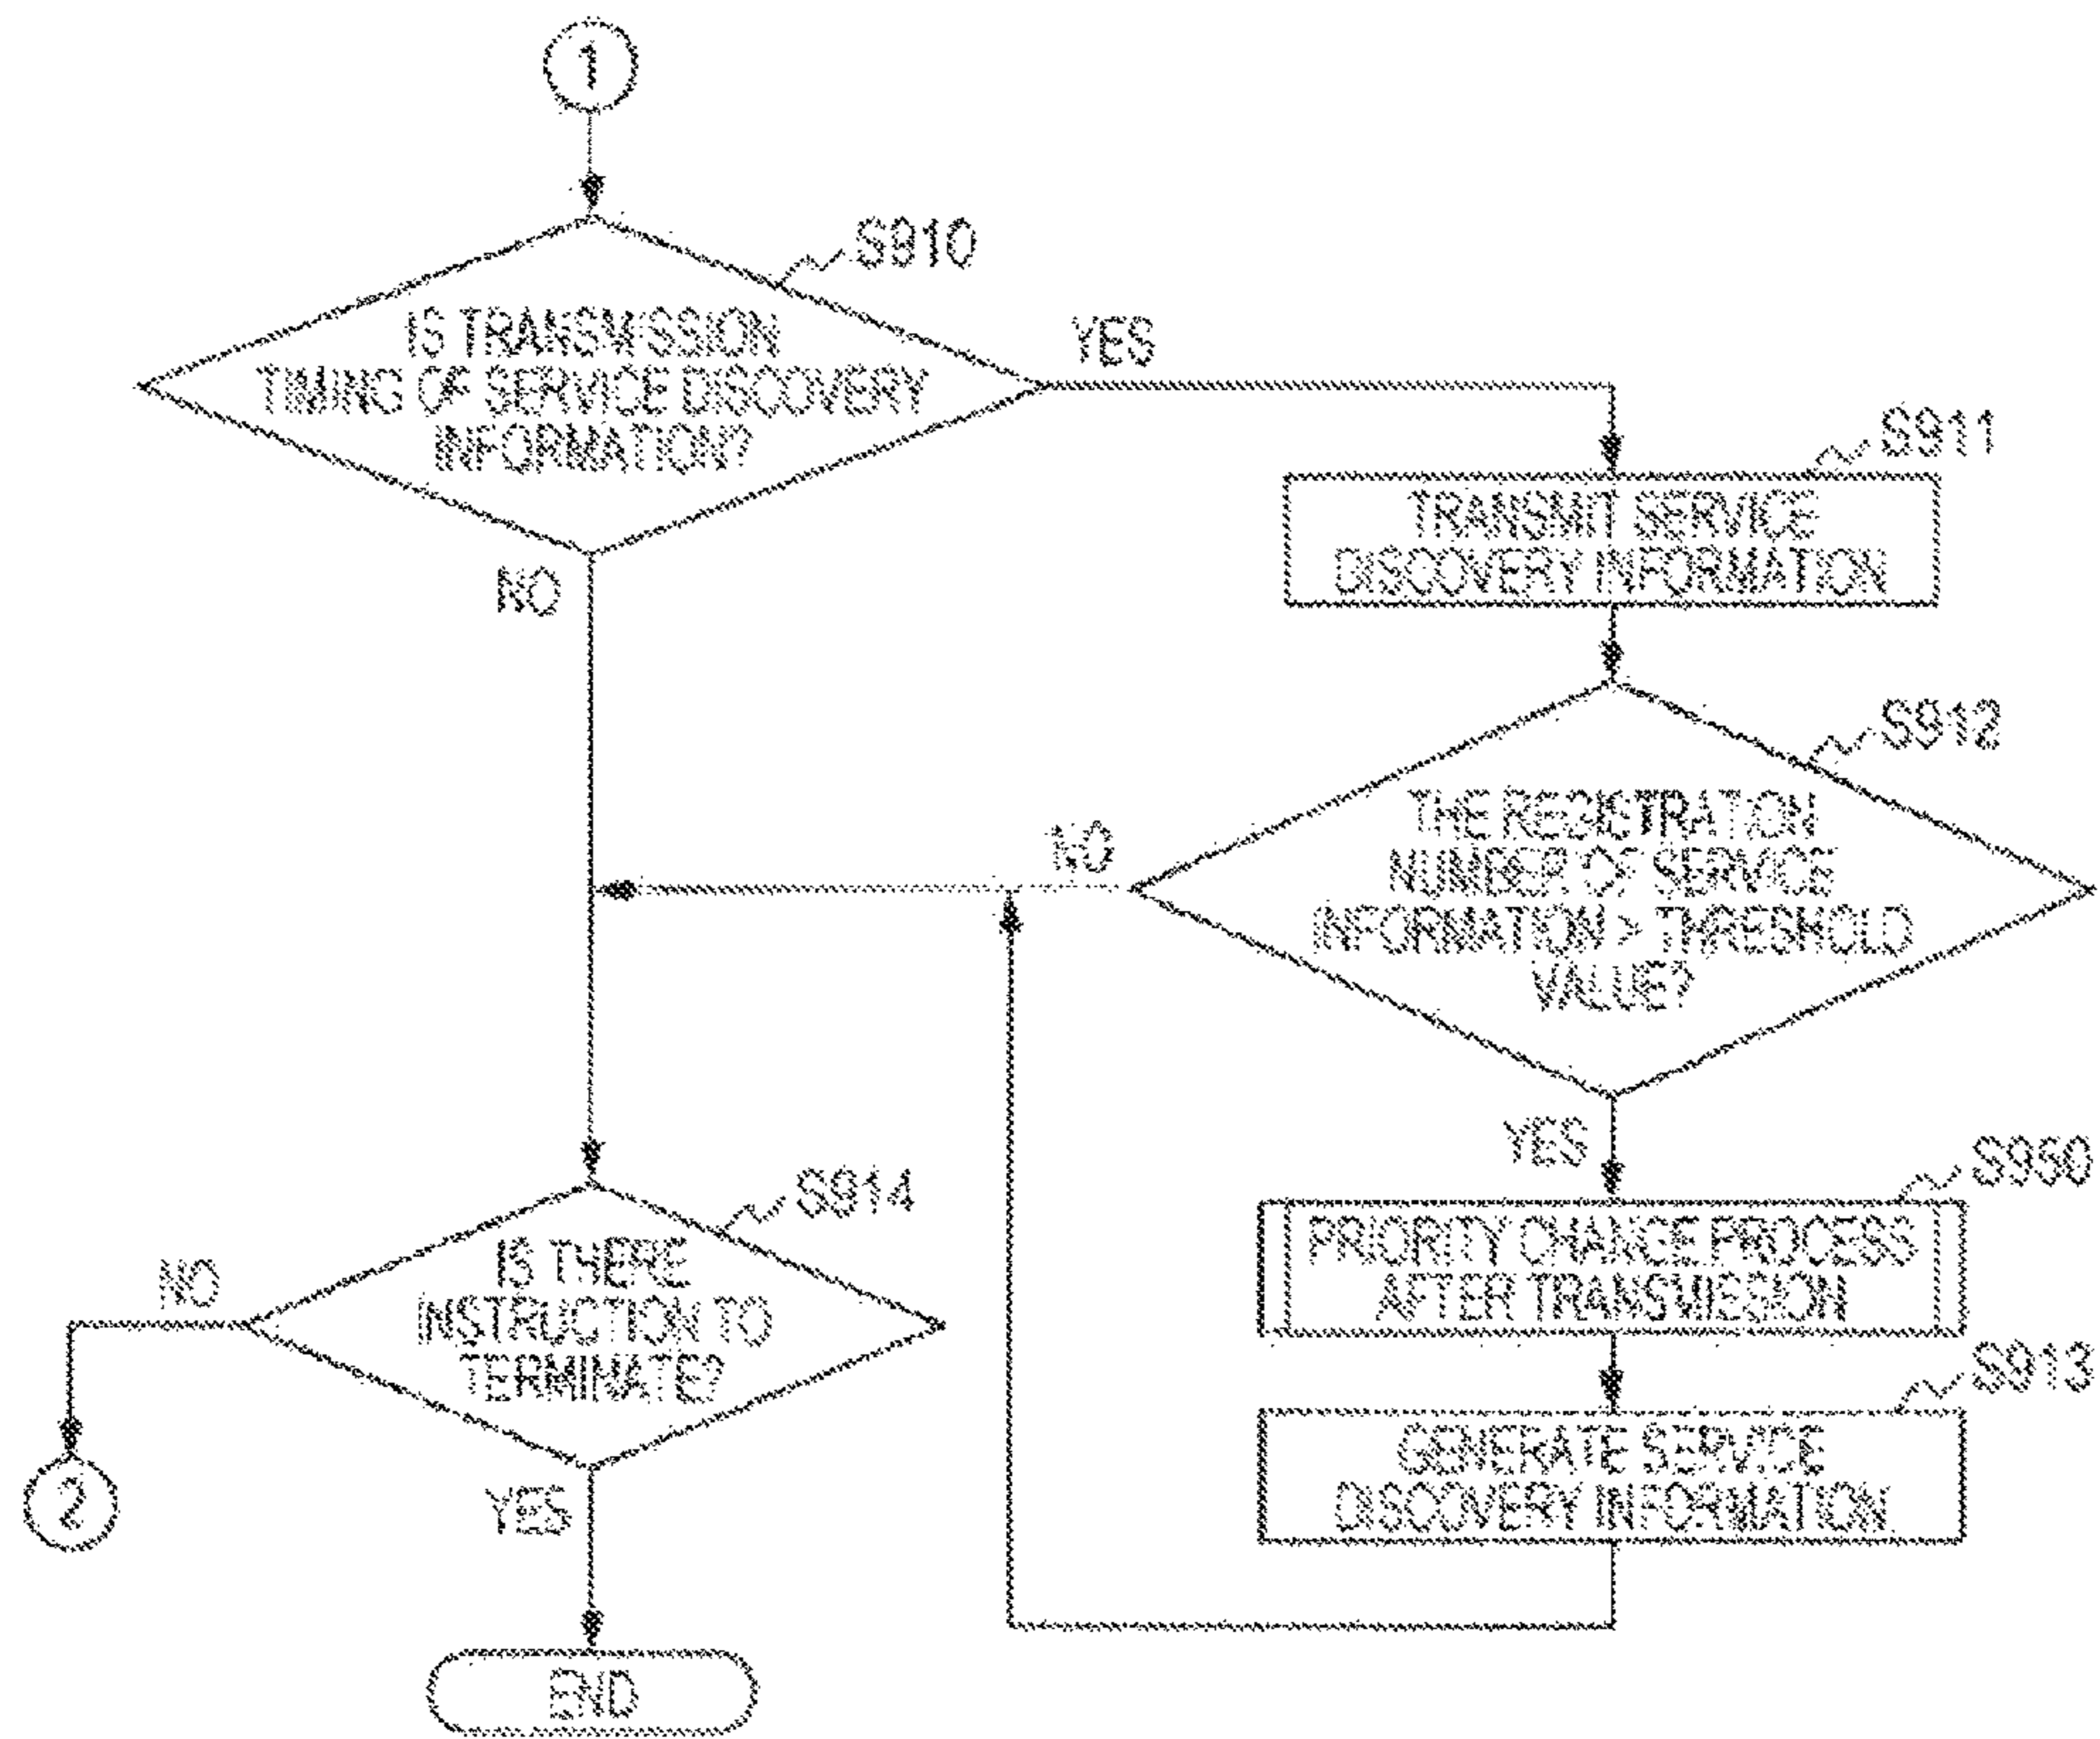 1
S910
IS TRANSMISSION
TIMING OF SERVICE DISCOVERY
INFORMATION?
YES
NO
S911
TRANSMIT SERVICE
DISCOVERY INFORMATION
S912
THE REGISTRATION
NUMBER OF SERVICE
INFORMATION > THRESHOLD
VALUE?
NO
YES
S950
PRIORITY CHANGE PROCESS
AFTER TRANSMISSION
S913
GENERATE SERVICE
DISCOVERY INFORMATION
S914
IS THERE
INSTRUCTION TO
TERMINATE?
NO
2
YES
END